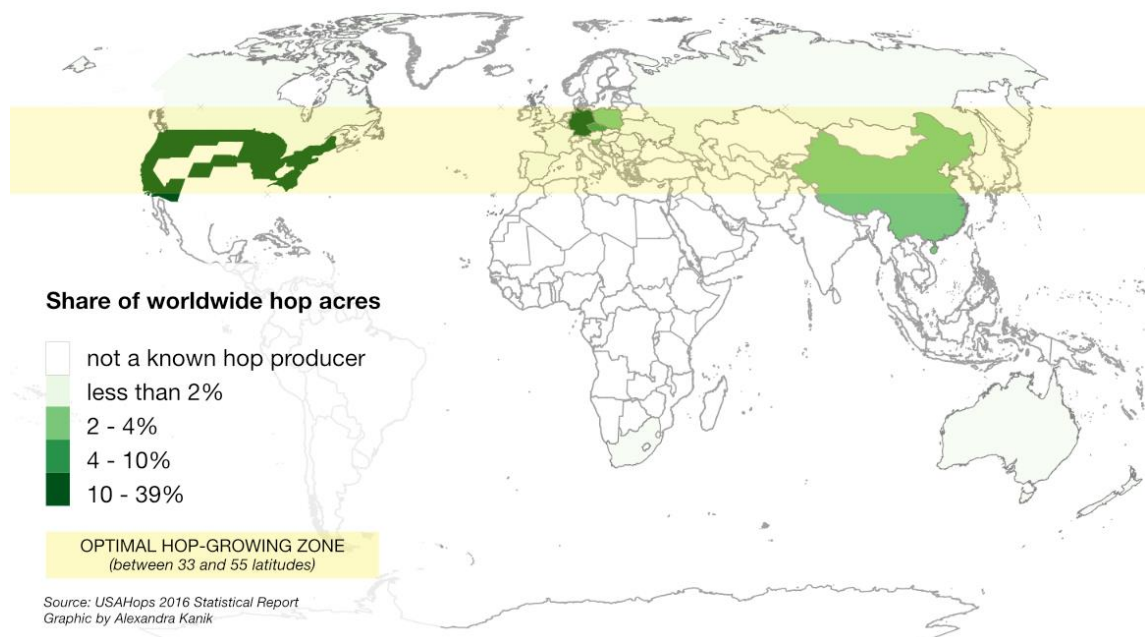 Share of worldwide hop acres
not a known hop producer
less than 2%
2 - 4%
4 - 10%
10 - 39%
OPTIMAL HOP-GROWING ZONE
(between 33 and 55 latitudes)
Source: USAHops 2016 Statistical Report
Graphic by Alexandra Kanik